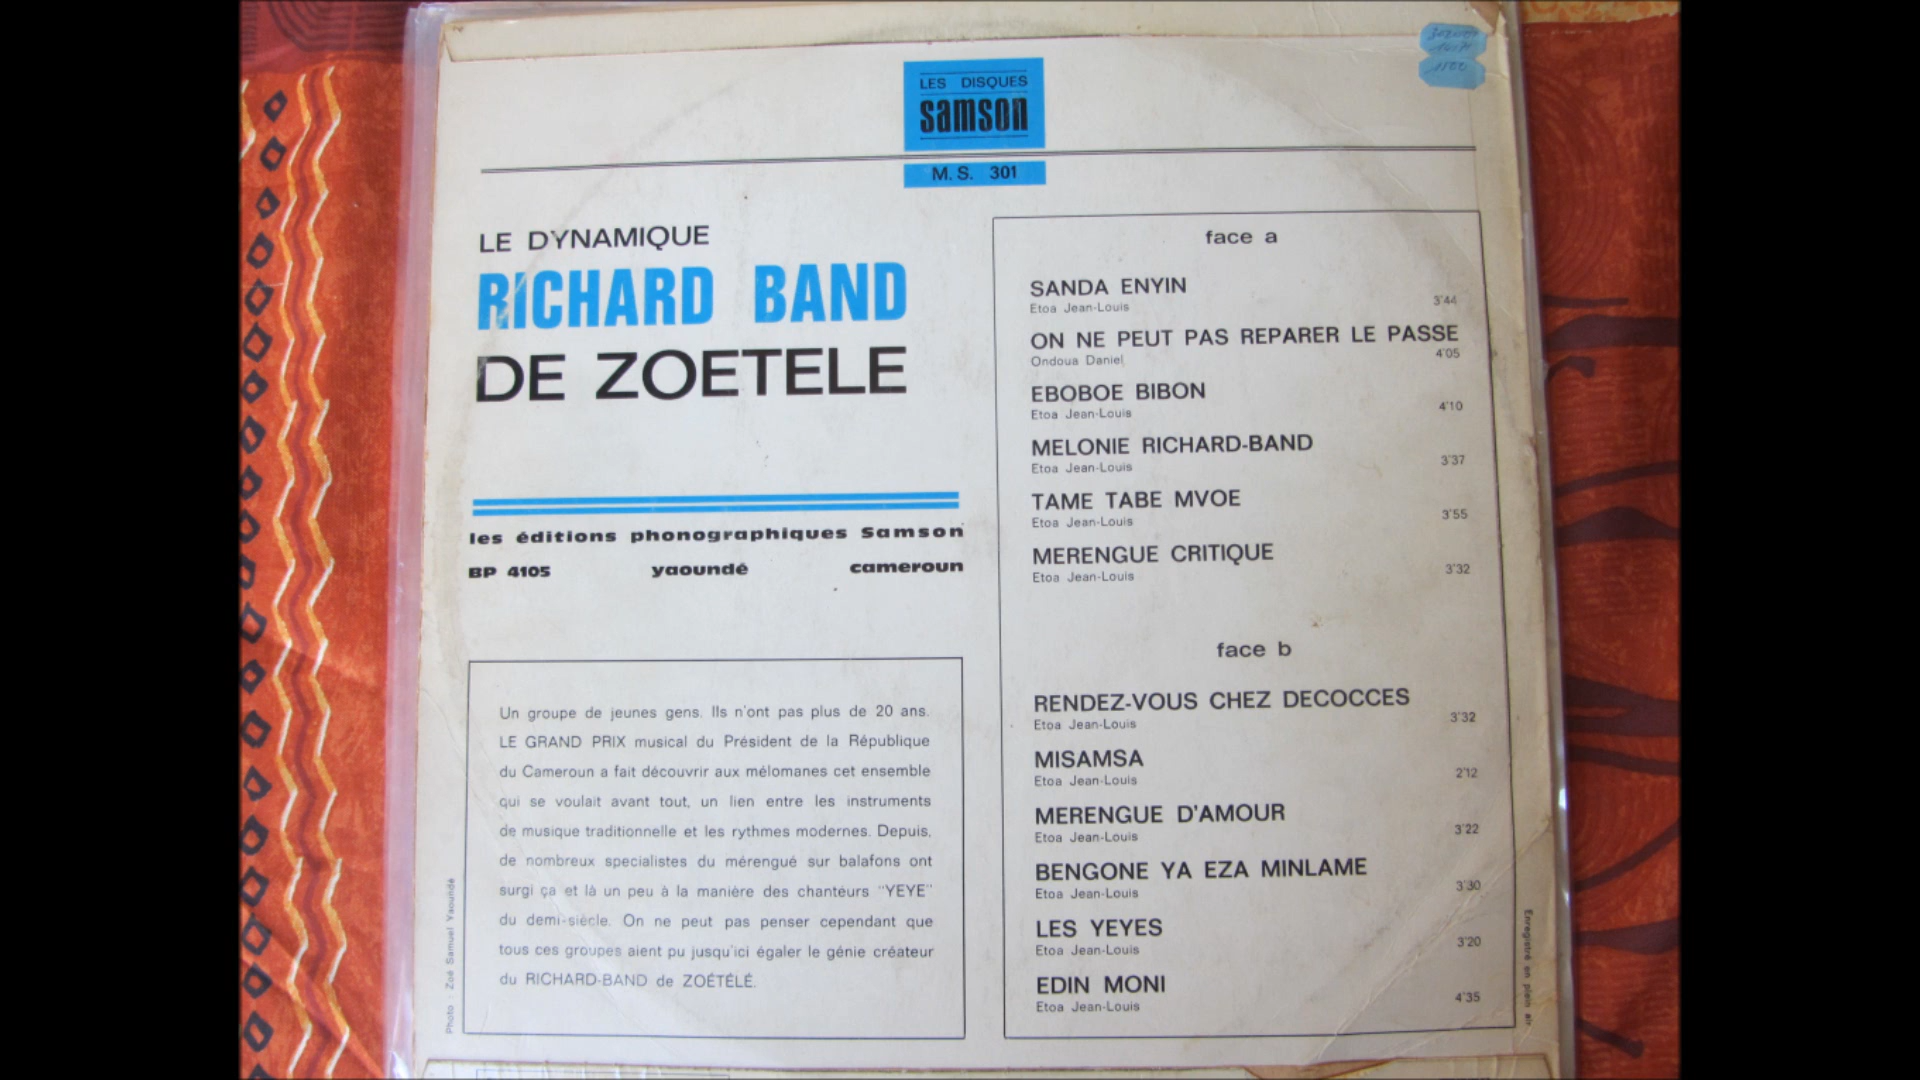 LES DISQUES
samson
M. S. 301
LE DYNAMIQUE
RICHARD BAND
DE ZOETELE
les éditions phonographiques Samson
BP 4105 yaoundé cameroun
Un groupe de jeunes gens. Ils n'ont pas plus de 20 ans.
LE GRAND PRIX musical du Président de la République
du Cameroun a fait découvrir aux mélomanes cet ensemble
qui se voulait avant tout, un lien entre les instruments
de musique traditionnelle et les rythmes modernes. Depuis,
de nombreux specialistes du mérengué sur balafons ont
surgi ça et là un peu à la manière des chanteurs "YEYE"
du demi-siècle. On ne peut pas penser cependant que
tous ces groupes aient pu jusqu'ici égaler le génie créateur
du RICHARD-BAND de ZOÉTÉLÉ.
Photo : Zoé Samuel Yaoundé
face a
SANDA ENYIN
Etoa Jean-Louis 3'44
ON NE PEUT PAS REPARER LE PASSE
Ondoua Daniel 4'05
EBOBOE BIBON
Etoa Jean-Louis 4'10
MELONIE RICHARD-BAND
Etoa Jean-Louis 3'37
TAME TABE MVOE
Etoa Jean-Louis 3'55
MERENGUE CRITIQUE
Etoa Jean-Louis 3'32
face b
RENDEZ-VOUS CHEZ DECOCCES
Etoa Jean-Louis 3'32
MISAMSA
Etoa Jean-Louis 2'12
MERENGUE D'AMOUR
Etoa Jean-Louis 3'22
BENGONE YA EZA MINLAME
Etoa Jean-Louis 3'30
LES YEYES
Etoa Jean-Louis 3'20
EDIN MONI
Etoa Jean-Louis 4'35
Enregistré en plein air